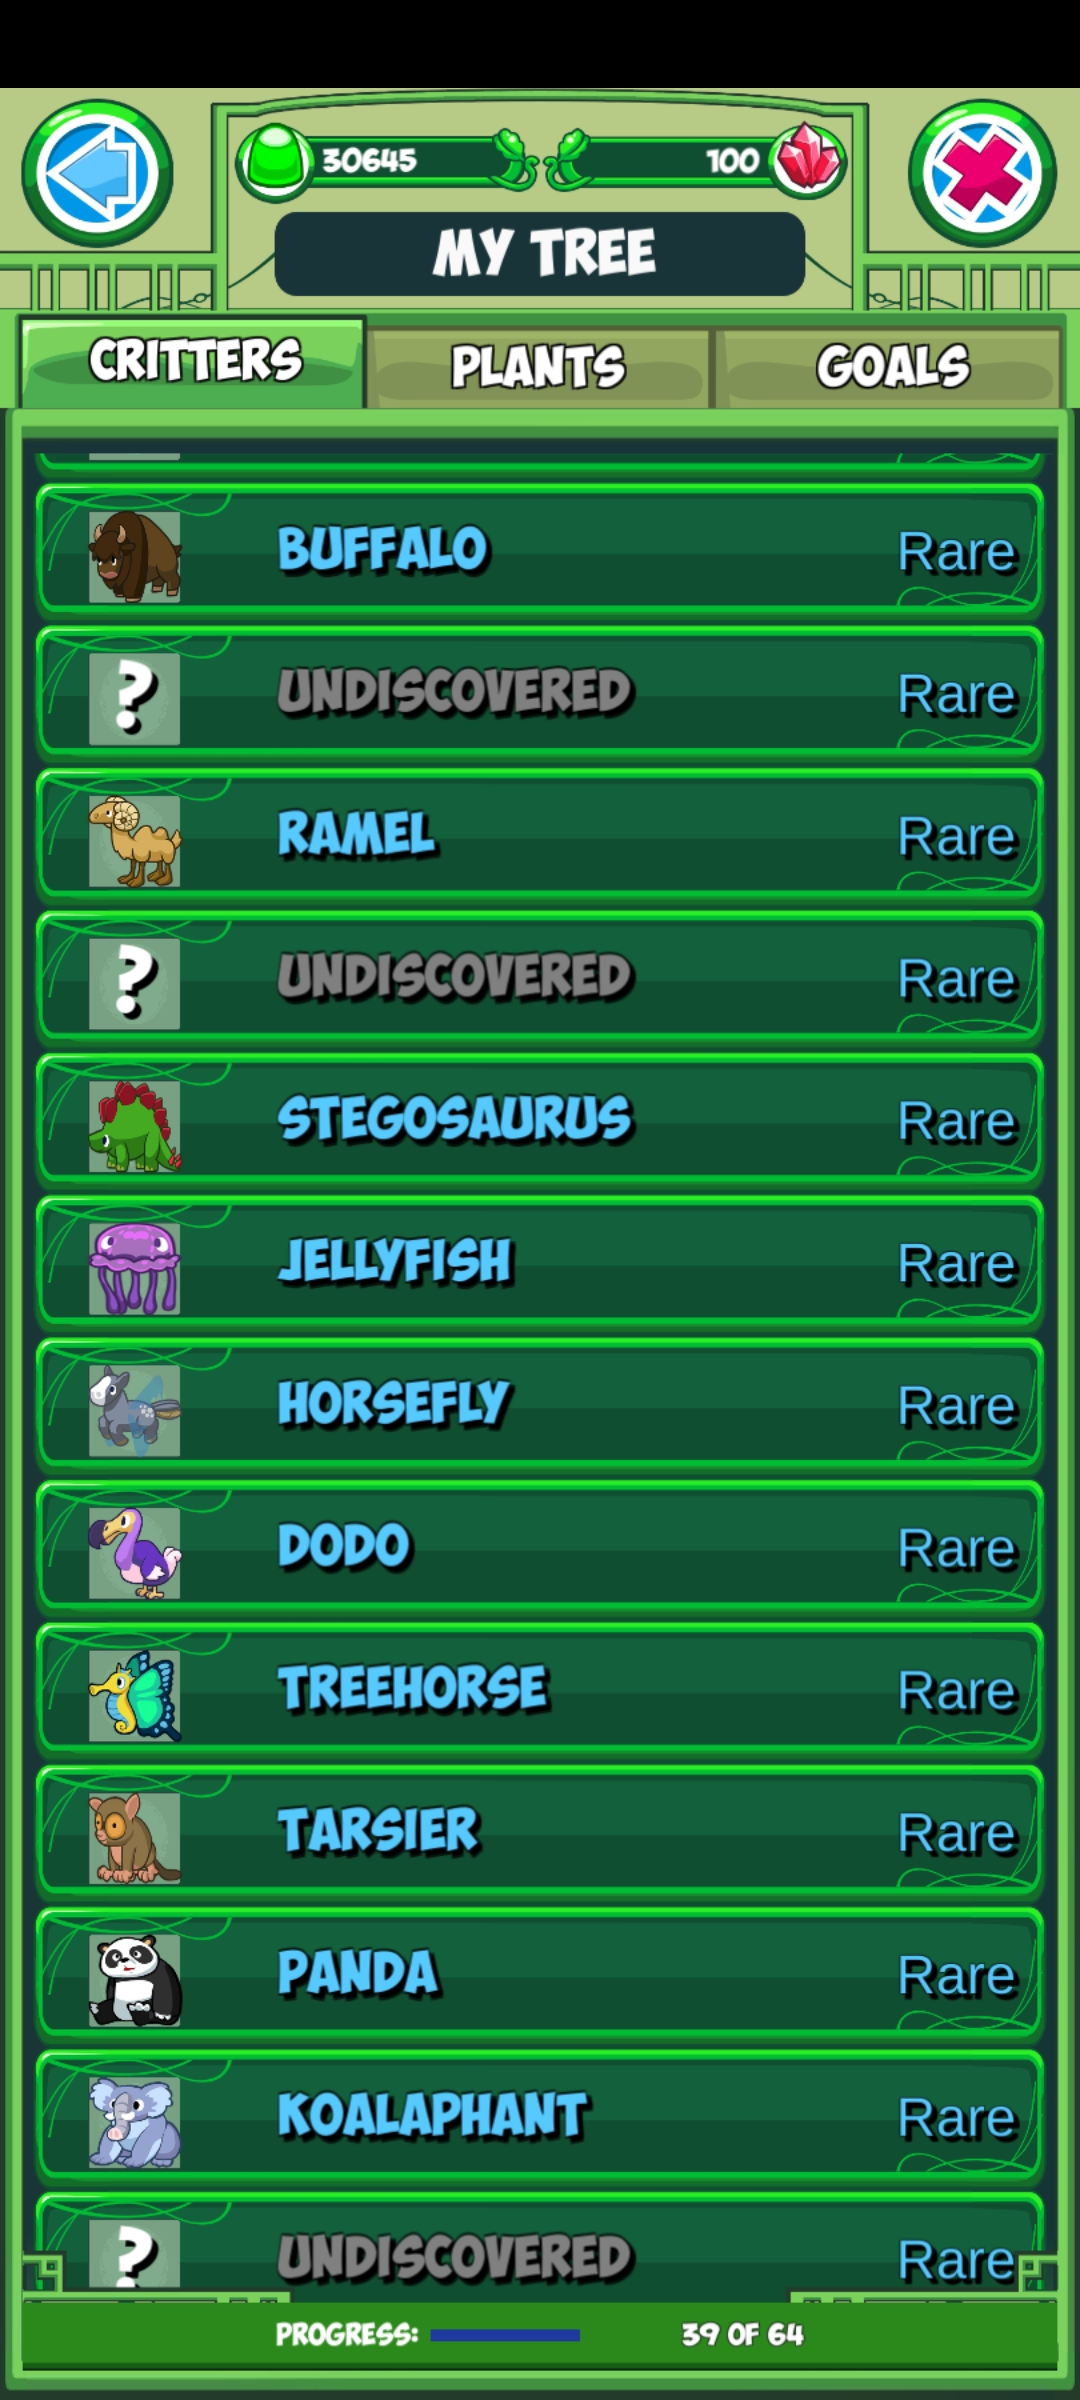 30645
100
MY TREE
CRITTERS
PLANTS
GOALS
BUFFALO
Rare
?
UNDISCOVERED
Rare
RAMEL
Rare
?
UNDISCOVERED
Rare
STEGOSAURUS
Rare
JELLYFISH
Rare
HORSEFLY
Rare
DODO
Rare
TREEHORSE
Rare
TARSIER
Rare
PANDA
Rare
KOALAPHANT
Rare
?
UNDISCOVERED
Rare
PROGRESS:
39 OF 64